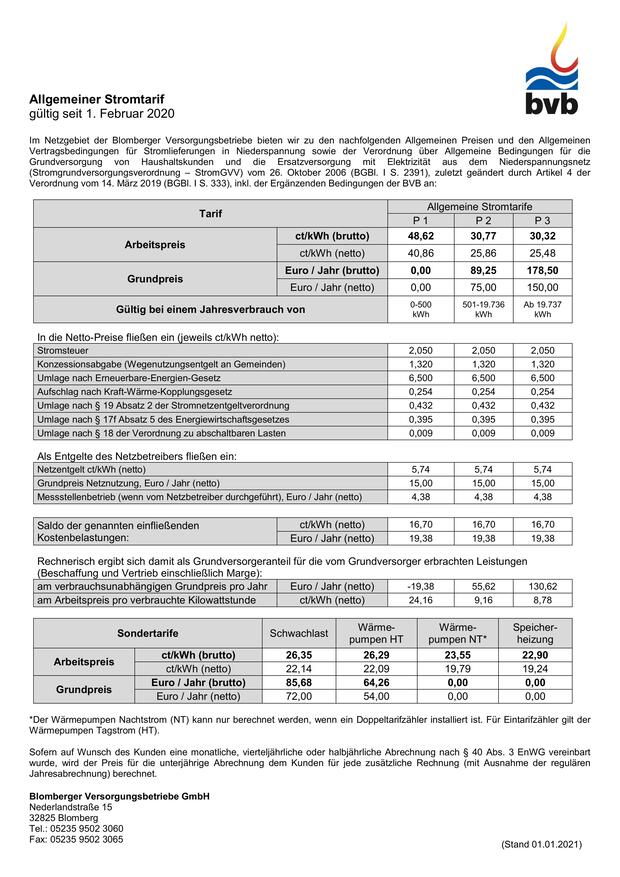 bvb
Allgemeiner Stromtarif
gültig seit 1. Februar 2020
Im Netzgebiet der Blomberger Versorgungsbetriebe bieten wir zu den nachfolgenden Allgemeinen Preisen und den Allgemeinen
Vertragsbedingungen für Stromlieferungen in Niederspannung sowie der Verordnung über Allgemeine Bedingungen für die
Grundversorgung von Haushaltskunden und die Ersatzversorgung mit Elektrizität aus dem Niederspannungsnetz
(Stromgrundversorgungsverordnung – StromGVV) vom 26. Oktober 2006 (BGBl. I S. 2391), zuletzt geändert durch Artikel 4 der
Verordnung vom 14. März 2019 (BGBl. I S. 333), inkl. der Ergänzenden Bedingungen der BVB an:
Tarif Allgemeine Stromtarife
P 1 P 2 P 3
Arbeitspreis ct/kWh (brutto) 48,62 30,77 30,32
ct/kWh (netto) 40,86 25,86 25,48
Grundpreis Euro / Jahr (brutto) 0,00 89,25 178,50
Euro / Jahr (netto) 0,00 75,00 150,00
Gültig bei einem Jahresverbrauch von 0-500 kWh 501-19.736 kWh Ab 19.737 kWh
In die Netto-Preise fließen ein (jeweils ct/kWh netto):
Stromsteuer 2,050 2,050 2,050
Konzessionsabgabe (Wegenutzungsentgelt an Gemeinden) 1,320 1,320 1,320
Umlage nach Erneuerbare-Energien-Gesetz 6,500 6,500 6,500
Aufschlag nach Kraft-Wärme-Kopplungsgesetz 0,254 0,254 0,254
Umlage nach § 19 Absatz 2 der Stromnetzentgeltverordnung 0,432 0,432 0,432
Umlage nach § 17f Absatz 5 des Energiewirtschaftsgesetzes 0,395 0,395 0,395
Umlage nach § 18 der Verordnung zu abschaltbaren Lasten 0,009 0,009 0,009
Als Entgelte des Netzbetreibers fließen ein:
Netzentgelt ct/kWh (netto) 5,74 5,74 5,74
Grundpreis Netznutzung, Euro / Jahr (netto) 15,00 15,00 15,00
Messstellenbetrieb (wenn vom Netzbetreiber durchgeführt), Euro / Jahr (netto) 4,38 4,38 4,38
Saldo der genannten einfließenden ct/kWh (netto) 16,70 16,70 16,70
Kostenbelastungen: Euro / Jahr (netto) 19,38 19,38 19,38
Rechnerisch ergibt sich damit als Grundversorgeranteil für die vom Grundversorger erbrachten Leistungen
(Beschaffung und Vertrieb einschließlich Marge):
am verbrauchsunabhängigen Grundpreis pro Jahr Euro / Jahr (netto) -19,38 55,62 130,62
am Arbeitspreis pro verbrauchte Kilowattstunde ct/kWh (netto) 24,16 9,16 8,78
Sondertarife Schwachlast Wärme- pumpen HT Wärme- pumpen NT* Speicher- heizung
Arbeitspreis ct/kWh (brutto) 26,35 26,29 23,55 22,90
ct/kWh (netto) 22,14 22,09 19,79 19,24
Grundpreis Euro / Jahr (brutto) 85,68 64,26 0,00 0,00
Euro / Jahr (netto) 72,00 54,00 0,00 0,00
*Der Wärmepumpen Nachtstrom (NT) kann nur berechnet werden, wenn ein Doppeltarifzähler installiert ist. Für Eintarifzähler gilt der
Wärmepumpen Tagstrom (HT).
Sofern auf Wunsch des Kunden eine monatliche, vierteljährliche oder halbjährliche Abrechnung nach § 40 Abs. 3 EnWG vereinbart
wurde, wird der Preis für die unterjährige Abrechnung dem Kunden für jede zusätzliche Rechnung (mit Ausnahme der regulären
Jahresabrechnung) berechnet.
Blomberger Versorgungsbetriebe GmbH
Nederlandstraße 15
32825 Blomberg
Tel.: 05235 9502 3060
Fax: 05235 9502 3065
(Stand 01.01.2021)